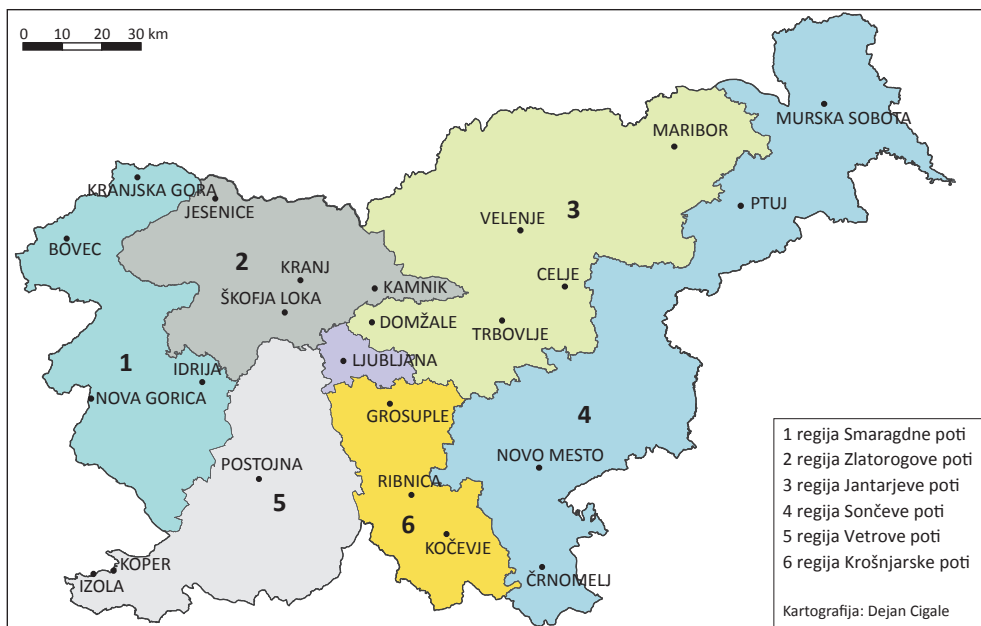 0 10 20 30 km
MURSKA SOBOTA
MARIBOR
KRANJSKA GORA
JESENICE
PTUJ
3
VELENJE
BOVEC
2
KRANJ
CELJE
KAMNIK
ŠKOFJA LOKA
DOMŽALE
TRBOVLJE
1
LJUBLJANA
IDRIJA
NOVA GORICA
GROSUPLE
4
POSTOJNA
NOVO MESTO
RIBNICA
5
6
KOČEVJE
KOPER
IZOLA
ČRNOMELJ
1 regija Smaragdne poti
2 regija Zlatorogove poti
3 regija Jantarjeve poti
4 regija Sončeve poti
5 regija Vetrove poti
6 regija Krošnjarske poti
Kartografija: Dejan Cigale